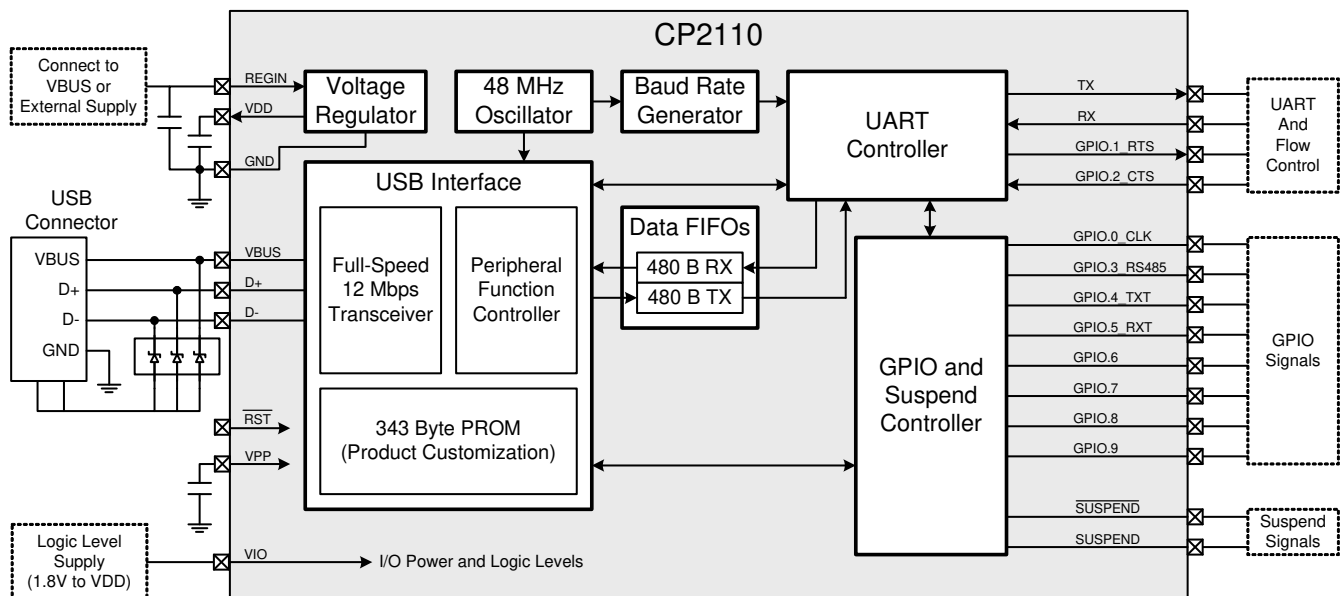 CP2110
Connect to
VBUS or
External Supply
REGIN
VDD
GND
Voltage
Regulator
48 MHz
Oscillator
Baud Rate
Generator
UART
Controller
TX
RX
GPIO.1_RTS
GPIO.2_CTS
UART
And
Flow
Control
USB
Connector
VBUS
D+
D-
GND
VBUS
D+
D-
USB Interface
Full-Speed
12 Mbps
Transceiver
Peripheral
Function
Controller
343 Byte PROM
(Product Customization)
Data FIFOs
480 B RX
480 B TX
GPIO and
Suspend
Controller
GPIO.0_CLK
GPIO.3_RS485
GPIO.4_TXT
GPIO.5_RXT
GPIO.6
GPIO.7
GPIO.8
GPIO.9
GPIO
Signals
SUSPEND
SUSPEND
Suspend
Signals
RST
VPP
Logic Level
Supply
(1.8V to VDD)
VIO
I/O Power and Logic Levels